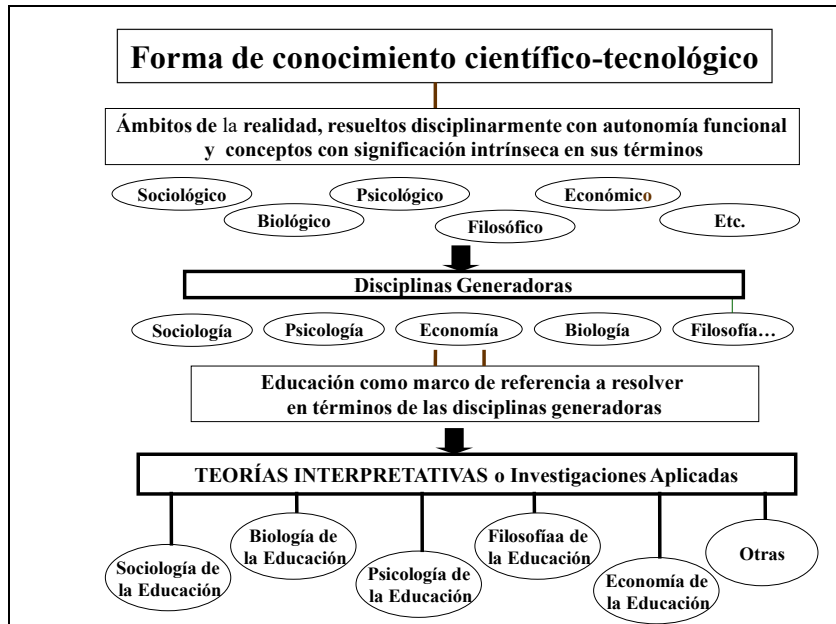 Forma de conocimiento científico-tecnológico
Ámbitos de la realidad, resueltos disciplinarmente con autonomía funcional
y conceptos con significación intrínseca en sus términos
Sociológico
Psicológico
Económico
Biológico
Filosófico
Etc.
Disciplinas Generadoras
Sociología
Psicología
Economía
Biología
Filosofía…
Educación como marco de referencia a resolver
en términos de las disciplinas generadoras
TEORÍAS INTERPRETATIVAS o Investigaciones Aplicadas
Sociología de
la Educación
Biología de
la Educación
Psicología de
la Educación
Filosofíaa de
la Educación
Economía de
la Educación
Otras